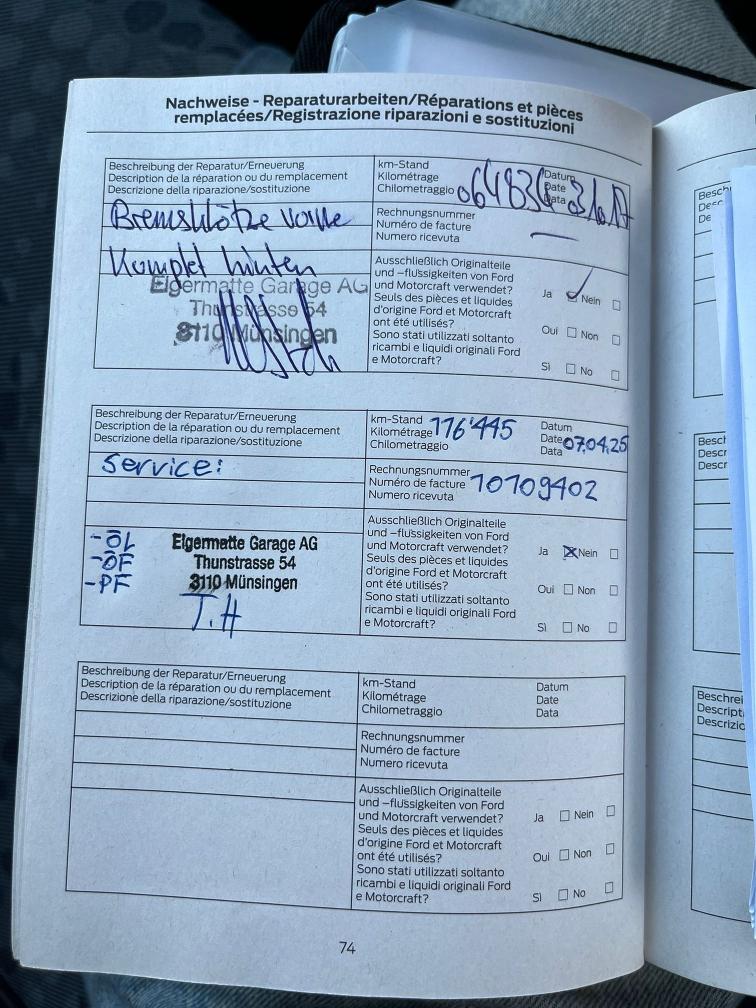 Nachweise - Reparaturarbeiten/Réparations et pièces
remplacées/Registrazione riparazioni e sostituzioni
Beschreibung der Reparatur/Erneuerung
Description de la réparation ou du remplacement
Descrizione della riparazione/sostituzione
km-Stand
Kilométrage
Chilometraggio
Datum
Date
Data
Bremsklötze vorne
Komplet hinten
Rechnungsnummer
Numéro de facture
Numero ricevuta
Eigermatte Garage AG
Thunstrasse 54
3110 Münsingen
Ausschließlich Originalteile
und –flüssigkeiten von Ford
und Motorcraft verwendet?
Seuls des pièces et liquides
d'origine Ford et Motorcraft
ont été utilisés?
Sono stati utilizzati soltanto
ricambi e liquidi originali Ford
e Motorcraft?
Ja Nein
Oui Non
Sì No
Beschreibung der Reparatur/Erneuerung
Description de la réparation ou du remplacement
Descrizione della riparazione/sostituzione
km-Stand
Kilométrage 116'445
Chilometraggio
Datum
Date 07.04.25
Data
Service:
Rechnungsnummer
Numéro de facture 10109402
Numero ricevuta
-ÖL
-ÖF
-PF
Eigermatte Garage AG
Thunstrasse 54
3110 Münsingen
T.H
Ausschließlich Originalteile
und –flüssigkeiten von Ford
und Motorcraft verwendet?
Seuls des pièces et liquides
d'origine Ford et Motorcraft
ont été utilisés?
Sono stati utilizzati soltanto
ricambi e liquidi originali Ford
e Motorcraft?
Ja Nein
Oui Non
Sì No
Beschreibung der Reparatur/Erneuerung
Description de la réparation ou du remplacement
Descrizione della riparazione/sostituzione
km-Stand
Kilométrage
Chilometraggio
Datum
Date
Data
Rechnungsnummer
Numéro de facture
Numero ricevuta
Ausschließlich Originalteile
und –flüssigkeiten von Ford
und Motorcraft verwendet?
Seuls des pièces et liquides
d'origine Ford et Motorcraft
ont été utilisés?
Sono stati utilizzati soltanto
ricambi e liquidi originali Ford
e Motorcraft?
Ja Nein
Oui Non
Sì No
74